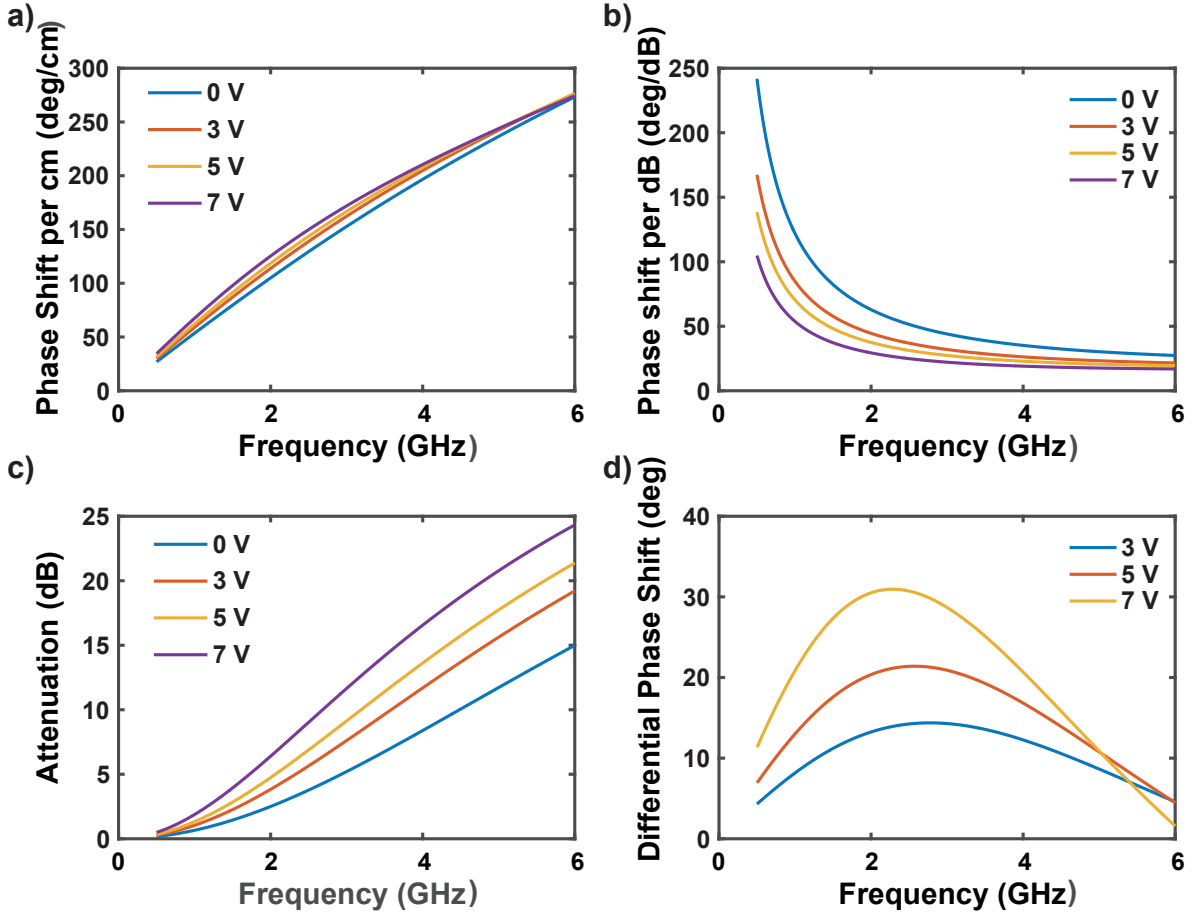 a)
Phase Shift per cm (deg/cm)
300
250
200
150
100
50
0
0 V
3 V
5 V
7 V
0
2
4
6
Frequency (GHz)
b)
Phase shift per dB (deg/dB)
250
200
150
100
50
0
0 V
3 V
5 V
7 V
0
2
4
6
Frequency (GHz)
c)
Attenuation (dB)
25
20
15
10
5
0
0 V
3 V
5 V
7 V
0
2
4
6
Frequency (GHz)
d)
Differential Phase Shift (deg)
40
30
20
10
0
3 V
5 V
7 V
0
2
4
6
Frequency (GHz)